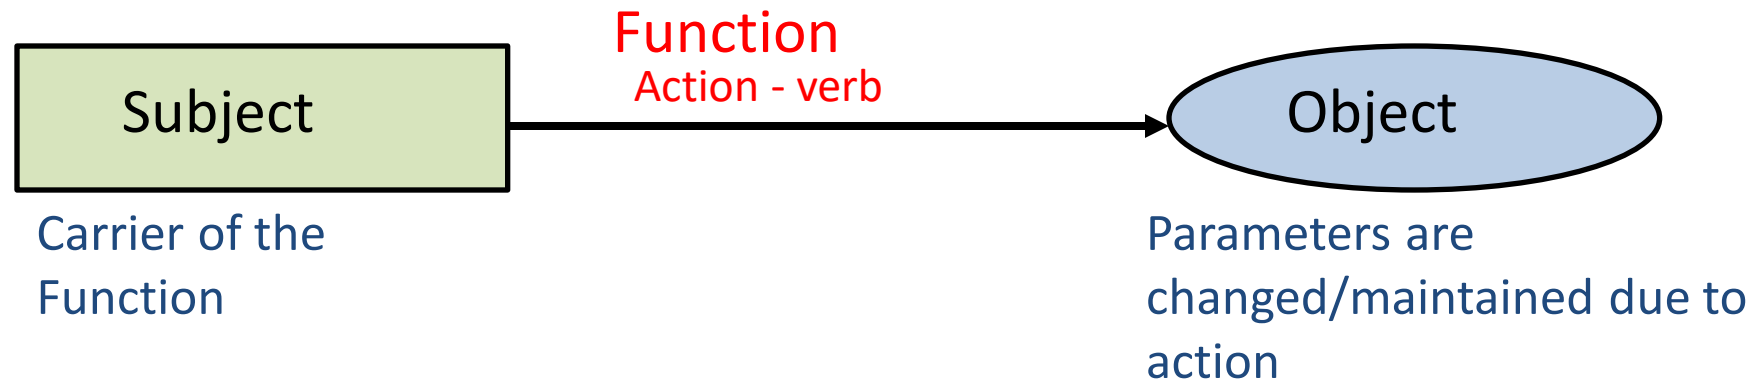 Function
Action - verb
Subject
Object
Carrier of the
Function
Parameters are
changed/maintained due to
action